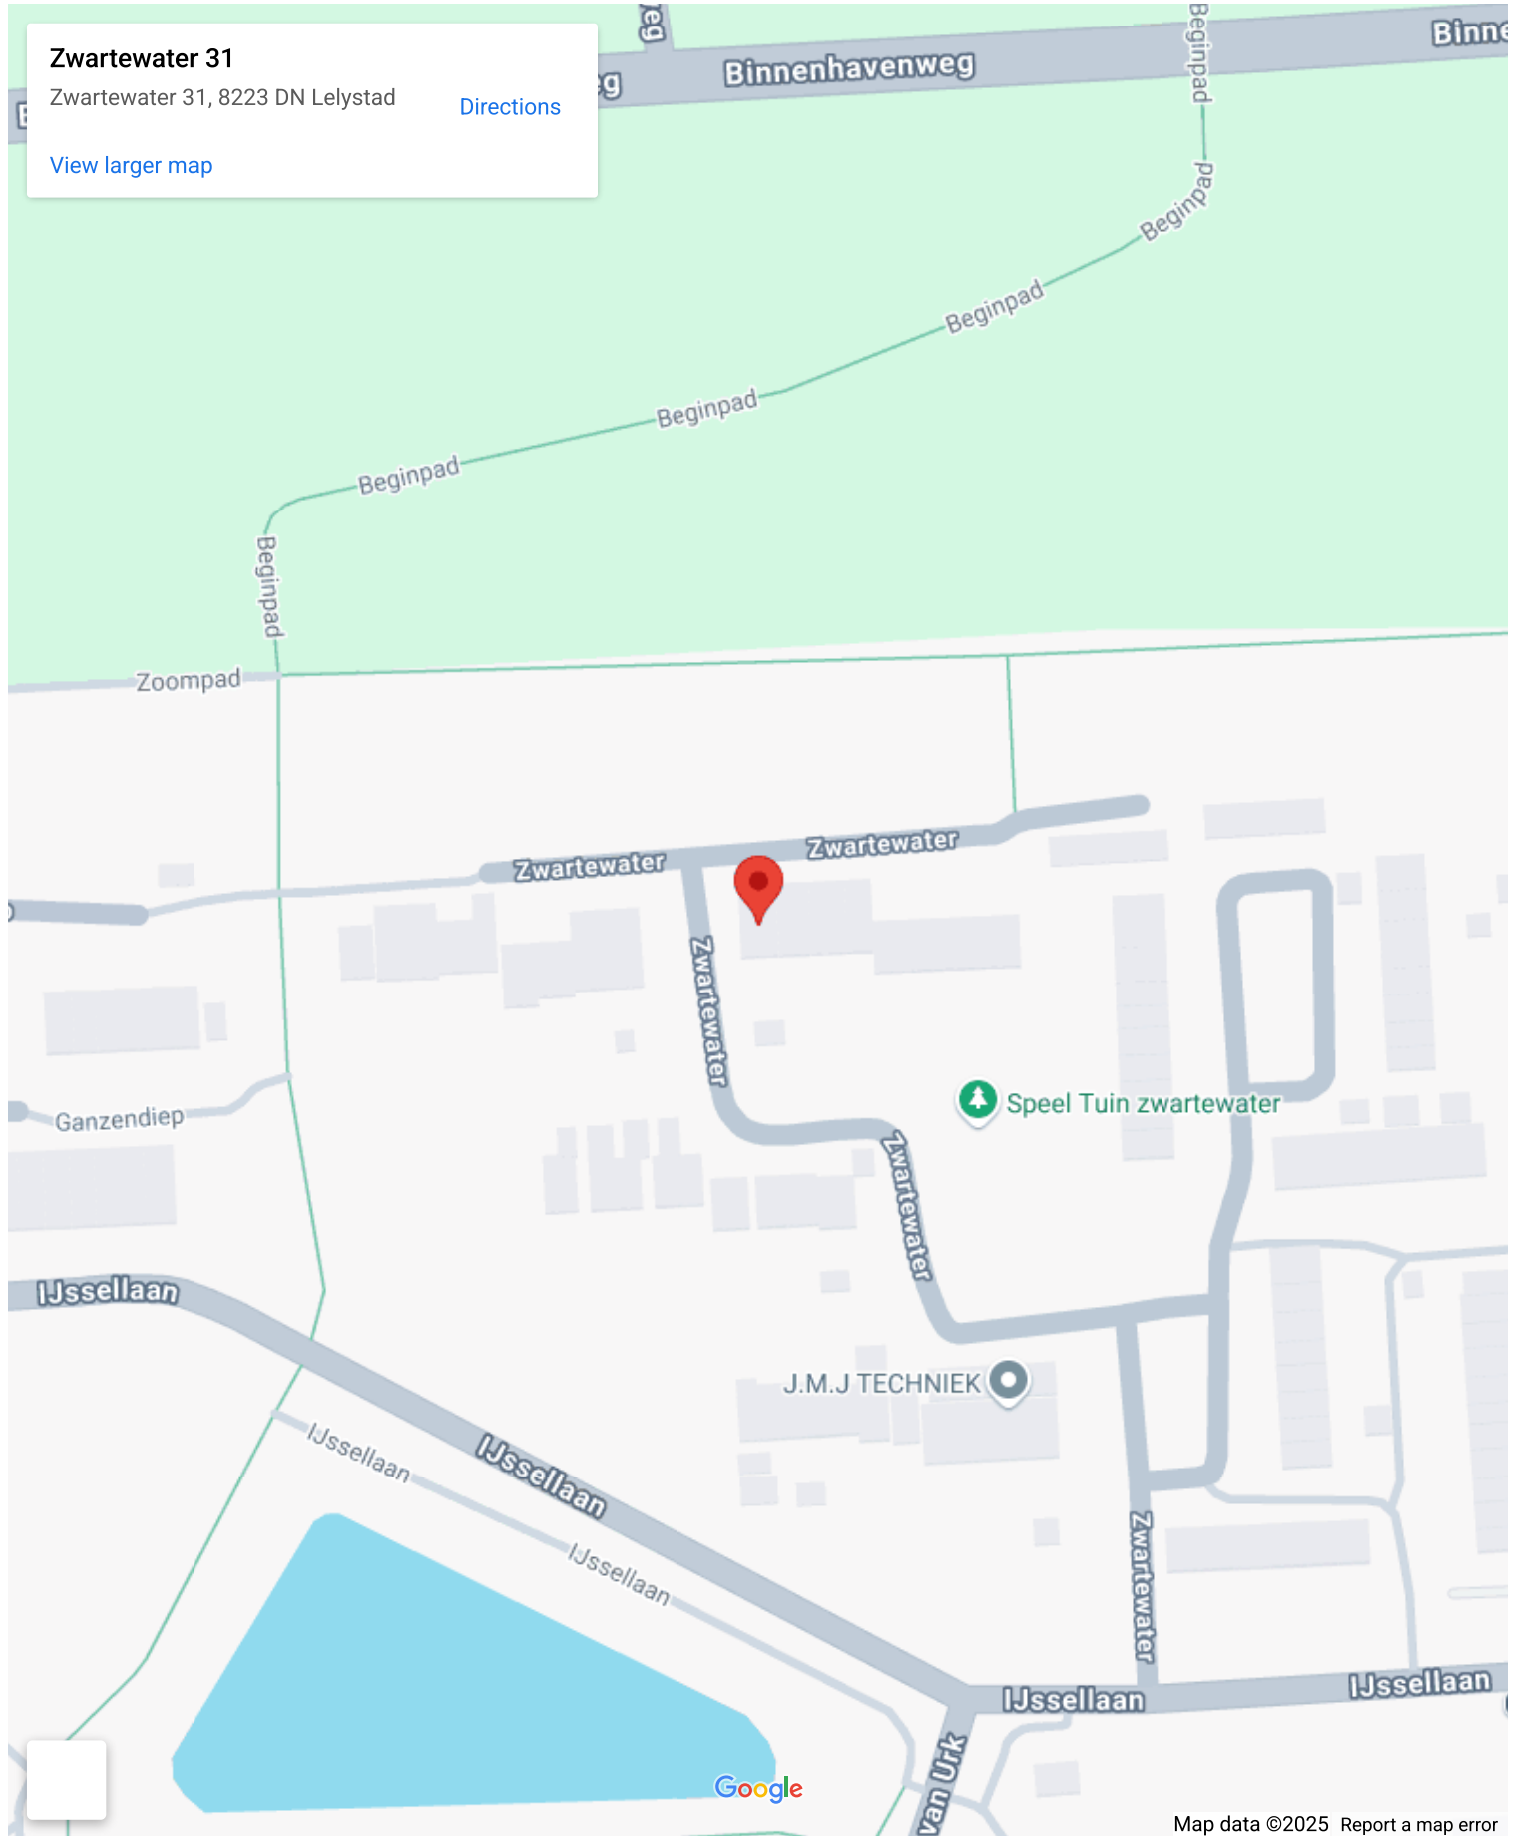 Zwartewater 31
Zwartewater 31, 8223 DN Lelystad
Directions
View larger map
Binnenhavenweg
Beginpad
Beginpad
Beginpad
Beginpad
Beginpad
Beginpad
Zoompad
Zwartewater
Zwartewater
Zwartewater
Speel Tuin zwartewater
Ganzendiep
Zwartewater
IJssellaan
J.M.J TECHNIEK
IJssellaan
IJssellaan
IJssellaan
Zwartewater
IJssellaan
IJssellaan
van Urk
Google
Map data ©2025
Report a map error